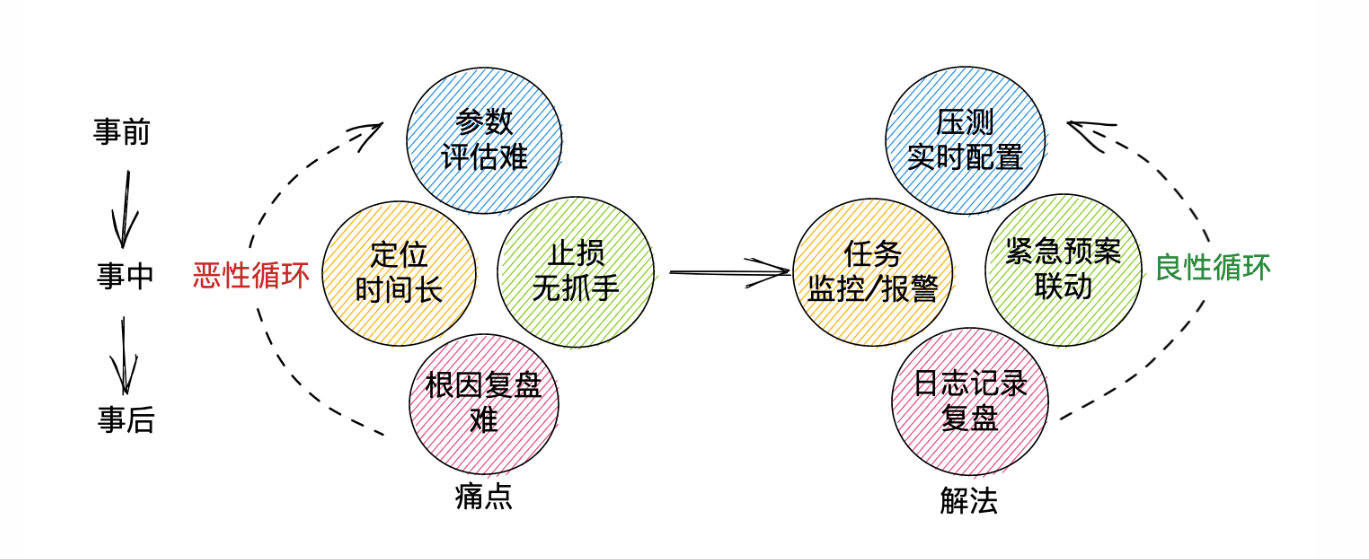 事前
事中
事后
恶性循环
参数
评估难
定位
时间长
止损
无抓手
根因复盘
难
痛点
压测
实时配置
任务
监控/报警
紧急预案
联动
日志记录
复盘
解法
良性循环